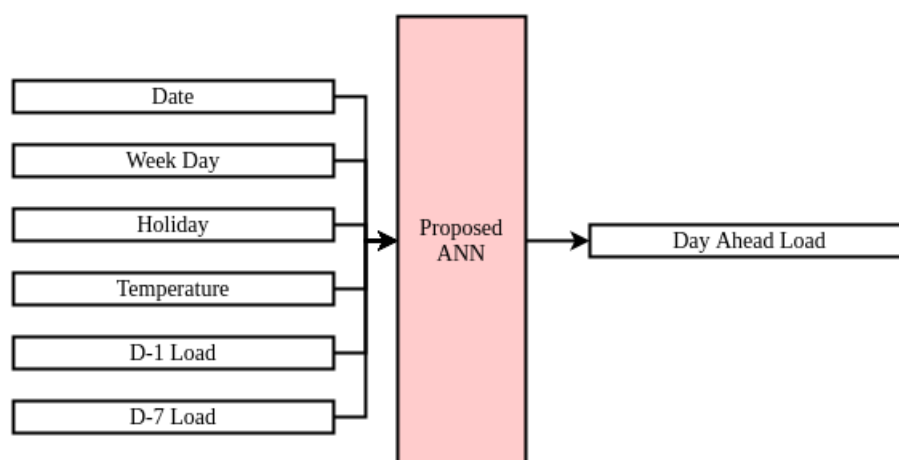 Date
Week Day
Holiday
Temperature
D-1 Load
D-7 Load
Proposed
ANN
Day Ahead Load